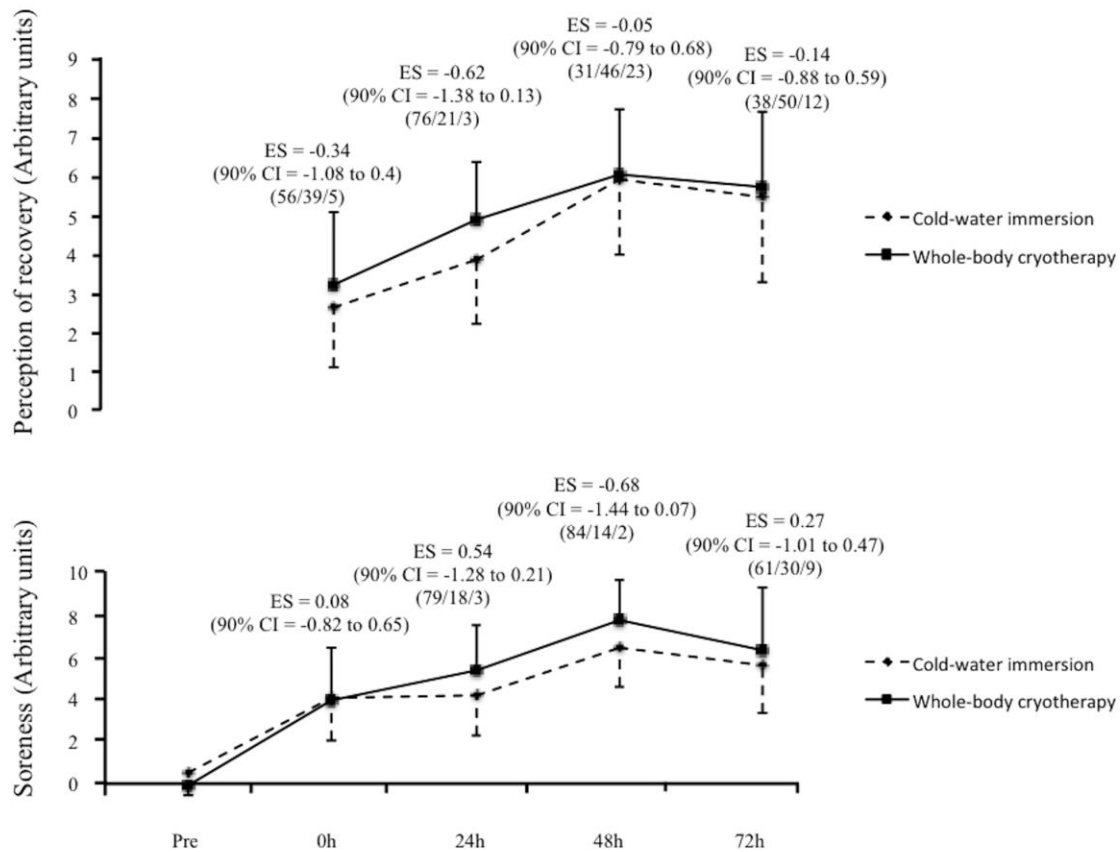 Perception of recovery (Arbitrary units)
9
8
7
6
5
4
3
2
1
0
ES = -0.34
(90% CI = -1.08 to 0.4)
(56/39/5)
ES = -0.62
(90% CI = -1.38 to 0.13)
(76/21/3)
ES = -0.05
(90% CI = -0.79 to 0.68)
(31/46/23)
ES = -0.14
(90% CI = -0.88 to 0.59)
(38/50/12)
Cold-water immersion
Whole-body cryotherapy
Soreness (Arbitrary units)
10
8
6
4
2
0
ES = 0.08
(90% CI = -0.82 to 0.65)
ES = 0.54
(90% CI = -1.28 to 0.21)
(79/18/3)
ES = -0.68
(90% CI = -1.44 to 0.07)
(84/14/2)
ES = 0.27
(90% CI = -1.01 to 0.47)
(61/30/9)
Cold-water immersion
Whole-body cryotherapy
Pre 0h 24h 48h 72h